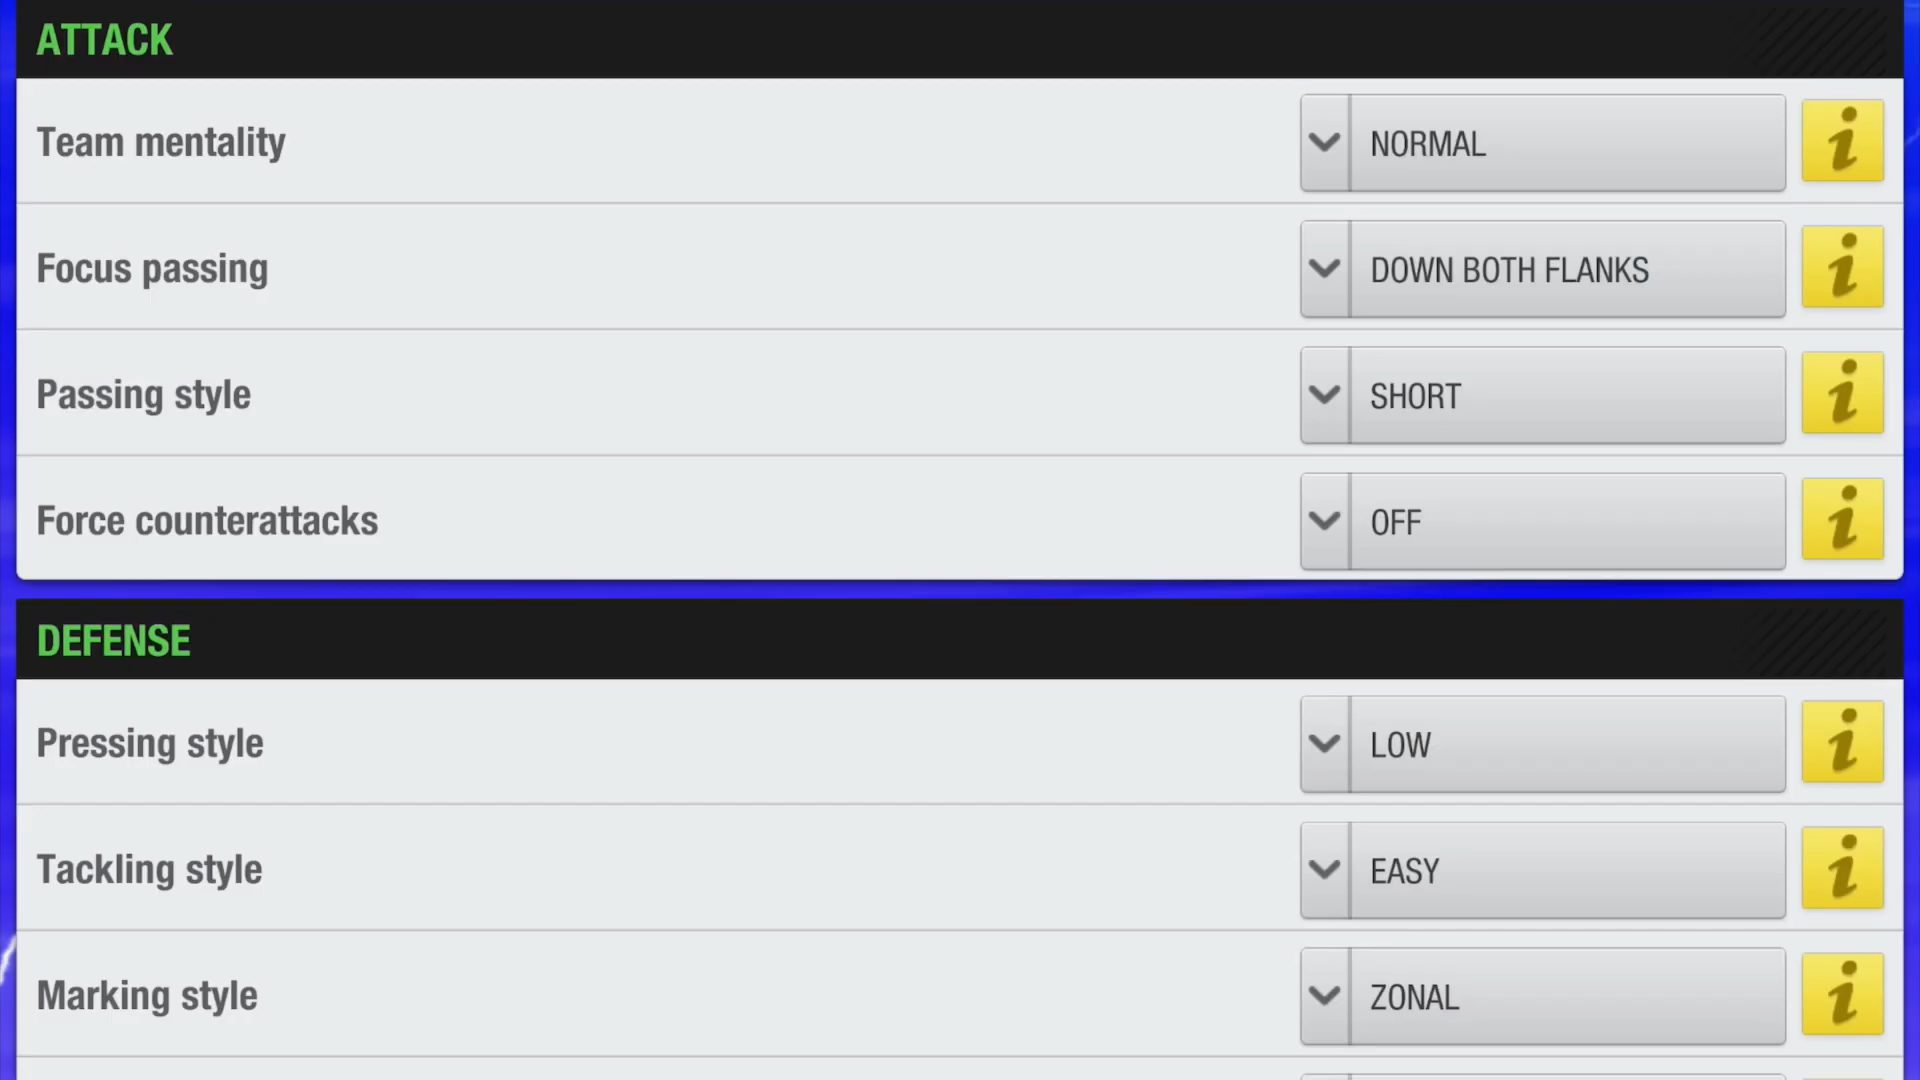 ATTACK
Team mentality NORMAL
Focus passing DOWN BOTH FLANKS
Passing style SHORT
Force counterattacks OFF
DEFENSE
Pressing style LOW
Tackling style EASY
Marking style ZONAL